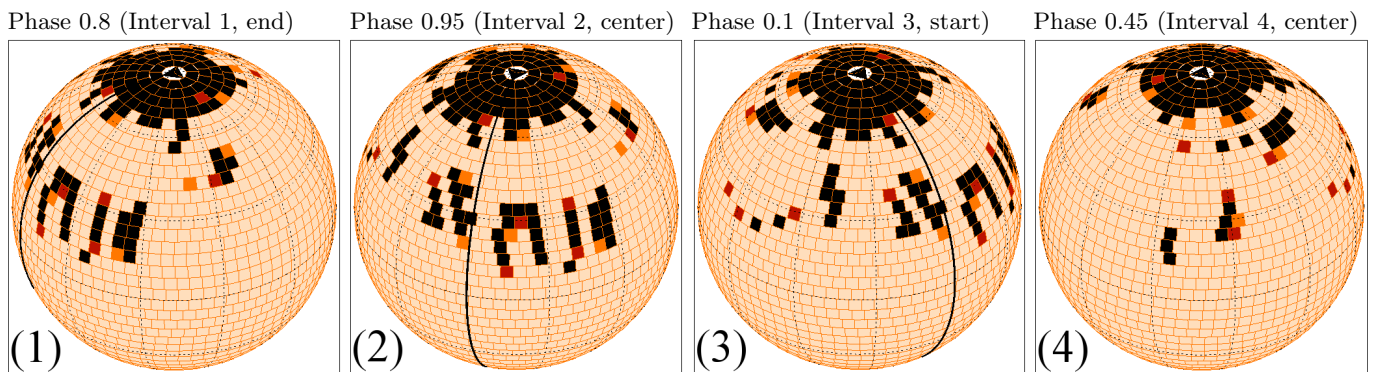 Phase 0.8 (Interval 1, end)
Phase 0.95 (Interval 2, center)
Phase 0.1 (Interval 3, start)
Phase 0.45 (Interval 4, center)
(1)
(2)
(3)
(4)